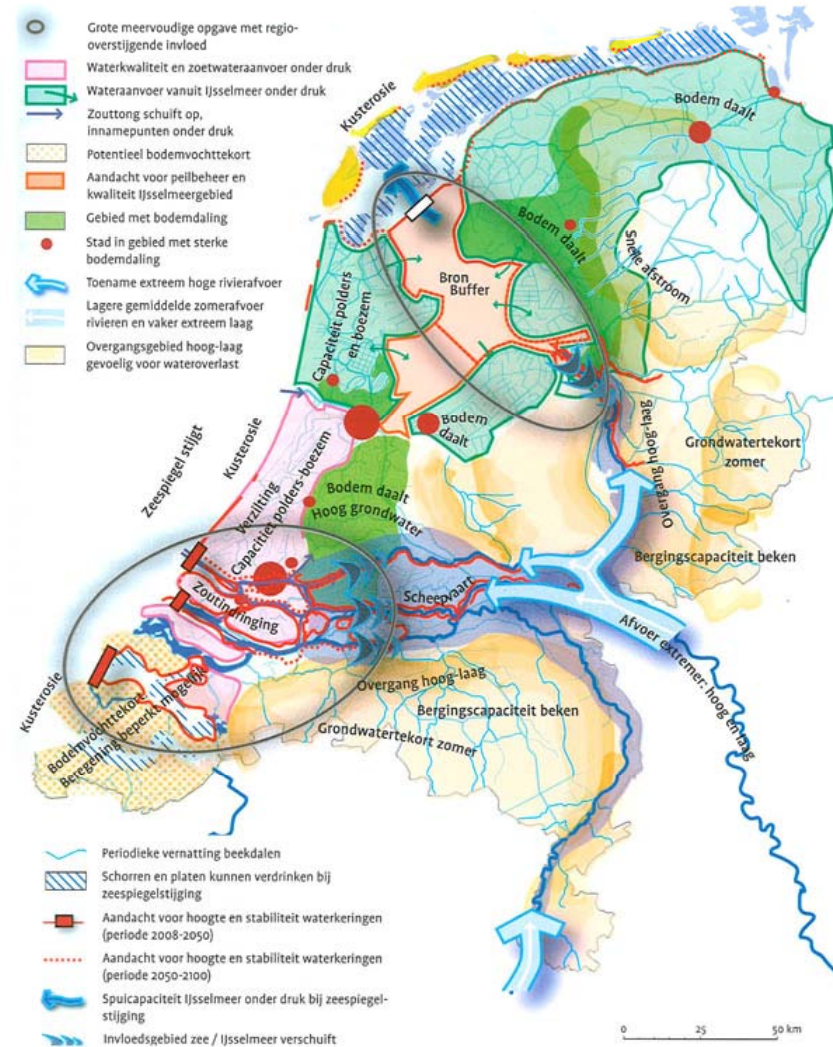 Grote meervoudige opgave met regio-
overstijgende invloed
Waterkwaliteit en zoetwateraanvoer onder druk
Wateraanvoer vanuit IJsselmeer onder druk
Zouttong schuift op,
innamepunten onder druk
Potentieel bodemvochttekort
Aandacht voor peilbeheer en
kwaliteit IJsselmeergebied
Gebied met bodemdaling
Stad in gebied met sterke
bodemdaling
Toename extreem hoge rivierafvoer
Lagere gemiddelde zomerafvoer
rivieren en vaker extreem laag
Overgangsgebied hoog-laag
gevoelig voor wateroverlast
Kusterosie
Bodem daalt
Bodem daalt
Snelle afstroom
Bron
Buffer
Capaciteit polders
en boezem
Bodem
daalt
Overgang hoog-laag
Grondwatertekort
zomer
Zeespiegel stijgt
Kusterosie
Verzilting
Capaciteit polders-boezem
Bodem daalt
Hoog grondwater
Bergingscapaciteit beken
Scheepvaart
Zoutindringing
Afvoer extremer: hoog en laag
Overgang hoog-laag
Bergingscapaciteit beken
Grondwatertekort zomer
Kusterosie
Bodemvochttekort
Beregening beperkt mogelijk
Periodieke vernatting beekdalen
Schorren en platen kunnen verdrinken bij
zeespiegelstijging
Aandacht voor hoogte en stabiliteit waterkeringen
(periode 2008-2050)
Aandacht voor hoogte en stabiliteit waterkeringen
(periode 2050-2100)
Spuicapaciteit IJsselmeer onder druk bij zeespiegel-
stijging
Invloedsgebied zee / IJsselmeer verschuift
0 25 50 km